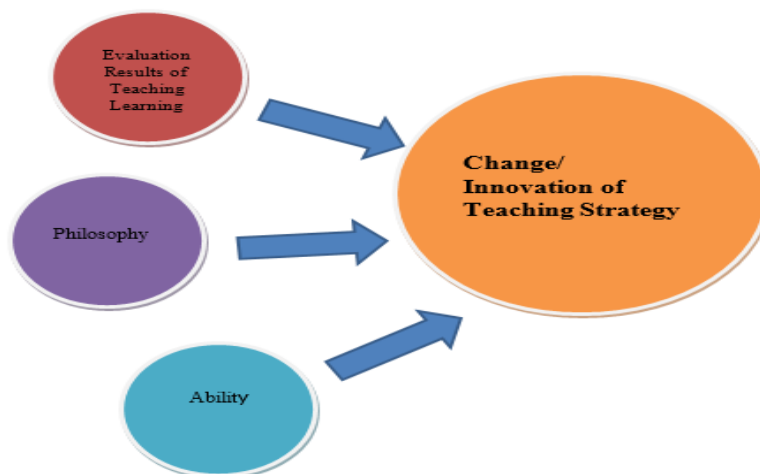 Evaluation
Results of
Teaching
Learning
Change/
Innovation of
Teaching Strategy
Philosophy
Ability